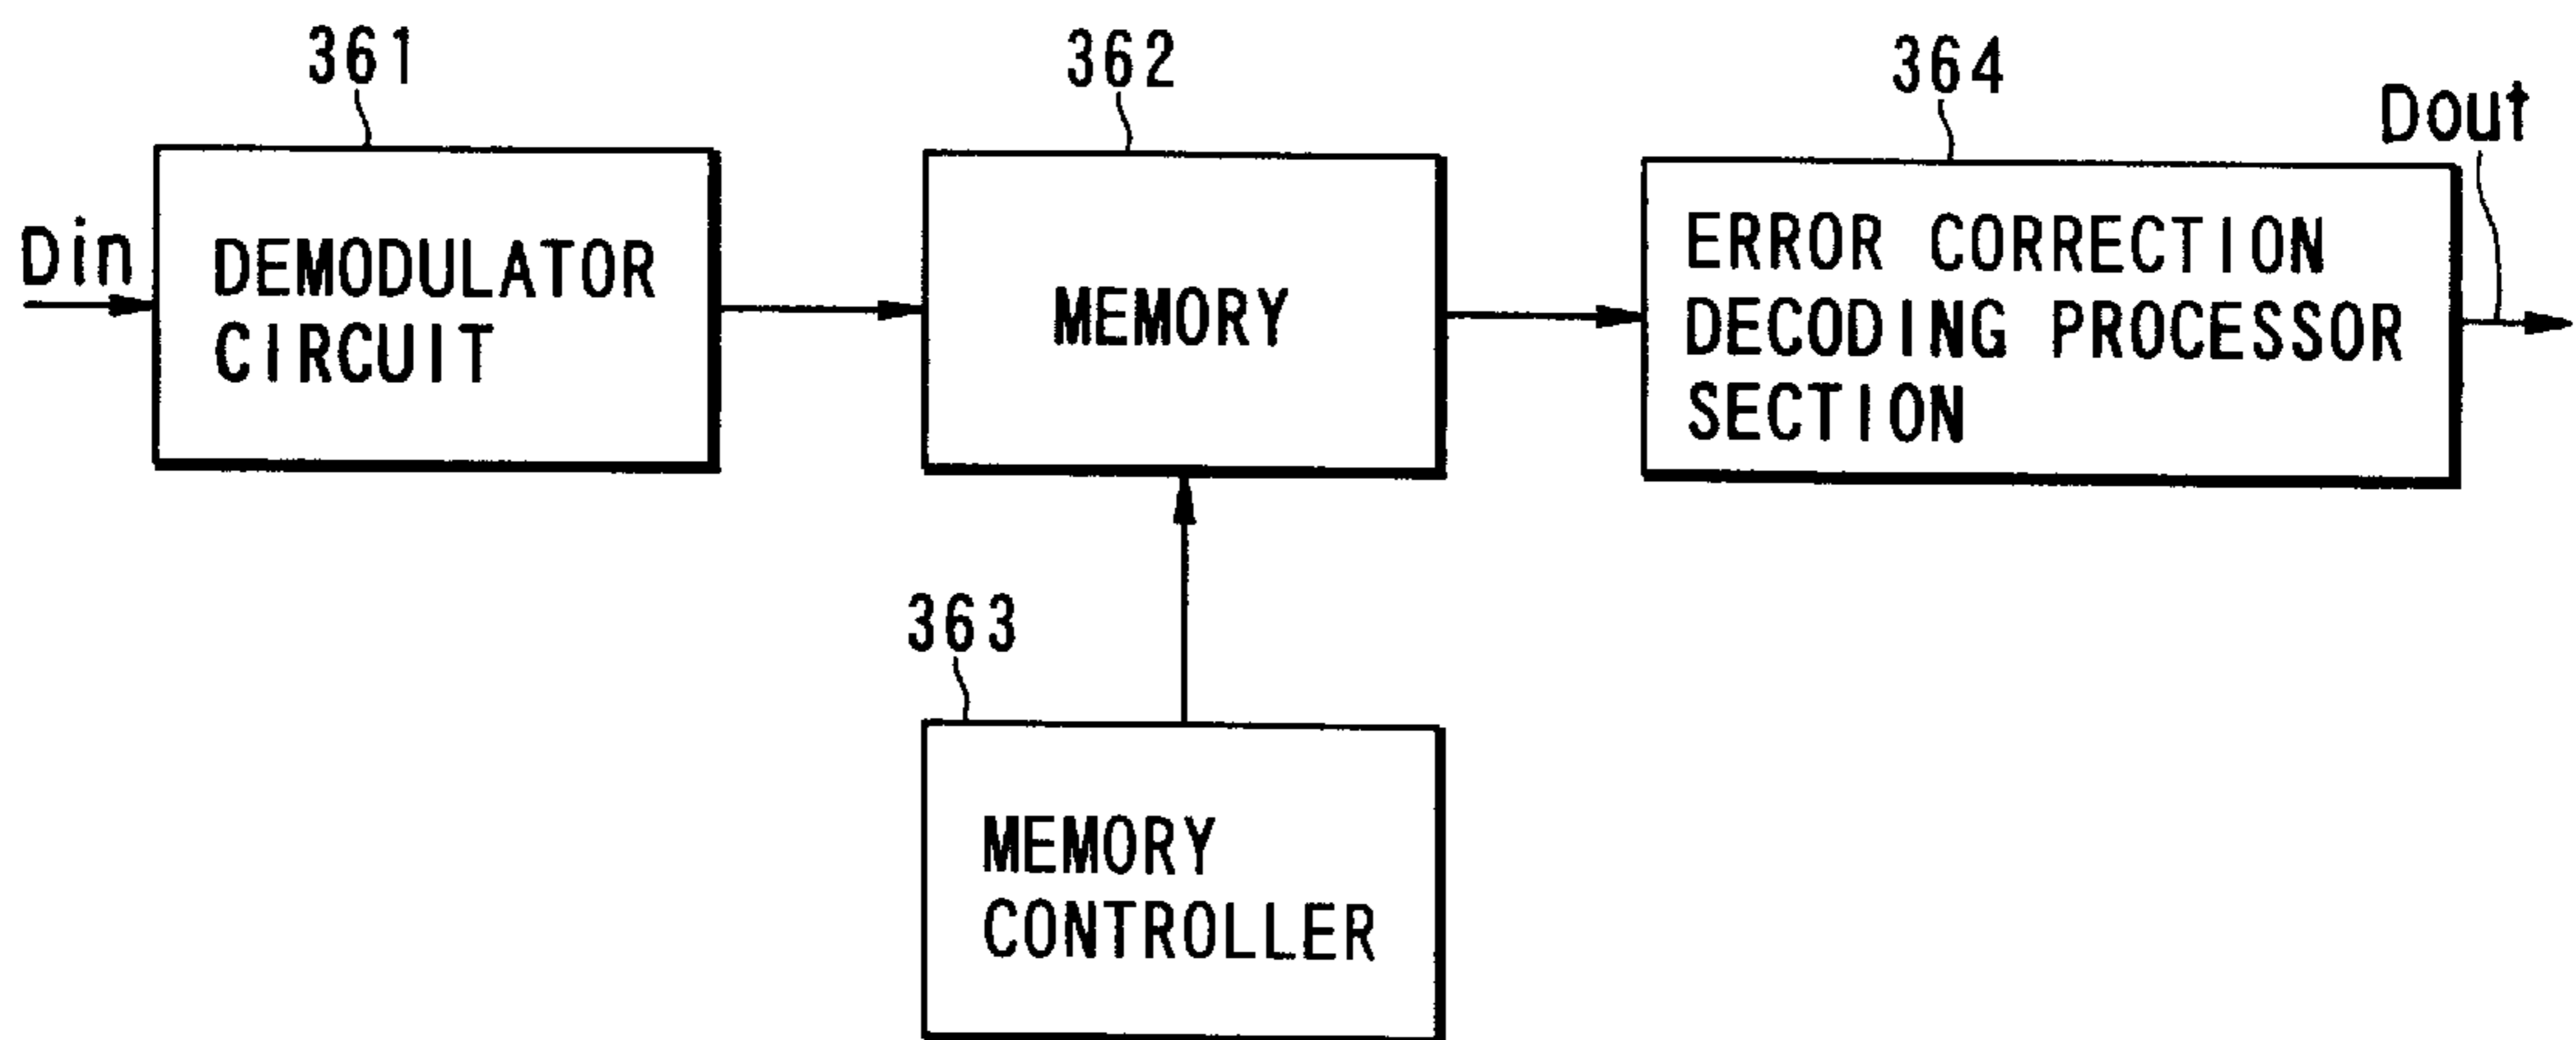 361
362
364
Dout
Din
DEMODULATOR
CIRCUIT
MEMORY
ERROR CORRECTION
DECODING PROCESSOR
SECTION
363
MEMORY
CONTROLLER